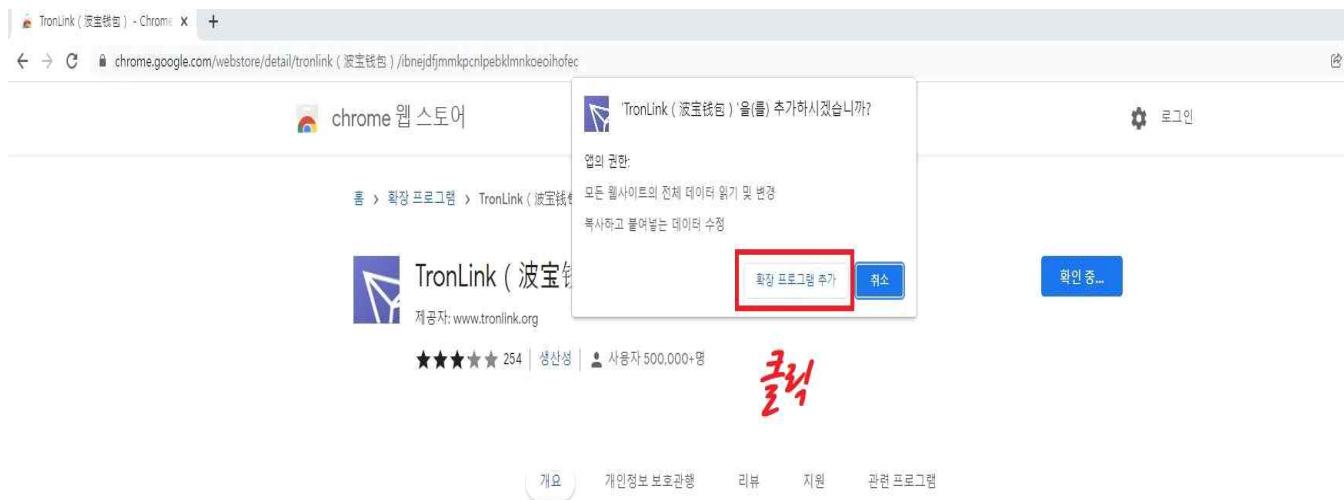 TronLink ( 波宝钱包 ) - Chrome
chrome.google.com/webstore/detail/tronlink ( 波宝钱包 ) /ibnejdfjmmkpcnlpebklmnkoeoihofec
chrome 웹 스토어
로그인
'TronLink ( 波宝钱包 ) '을(를) 추가하시겠습니까?
앱의 권한:
모든 웹사이트의 전체 데이터 읽기 및 변경
복사하고 붙여넣는 데이터 수정
확장 프로그램 추가
취소
홈 › 확장 프로그램 › TronLink ( 波宝钱
TronLink ( 波宝
제공자: www.tronlink.org
254 생산성 사용자 500,000+명
확인 중...
클릭
개요 개인정보 보호관행 리뷰 지원 관련 프로그램